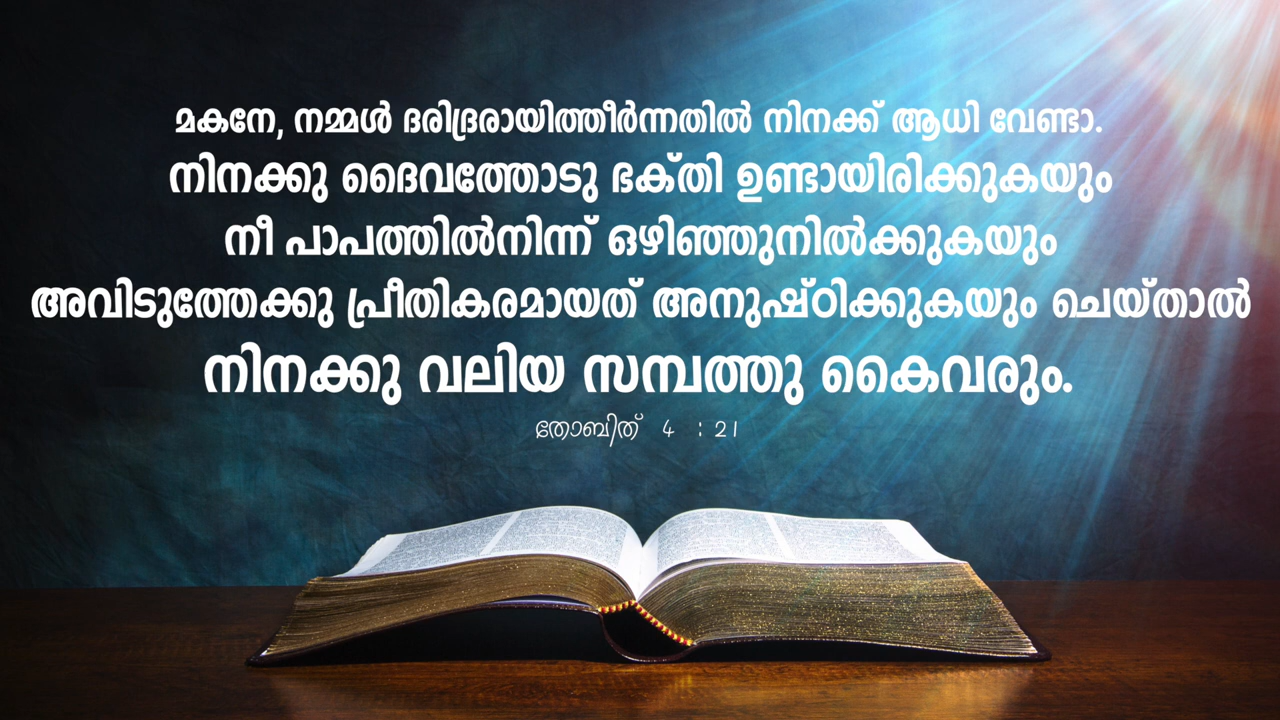 മകനേ, നമ്മൾ ദരിദ്രരായിത്തീർന്നതിൽ നിനക്ക് ആധി വേണ്ടാ.
നിനക്കു ദൈവത്തോടു ഭക്തി ഉണ്ടായിരിക്കുകയും
നീ പാപത്തിൽനിന്ന് ഒഴിഞ്ഞുനിൽക്കുകയും
അവിടുത്തേക്കു പ്രീതികരമായത് അനുഷ്ഠിക്കുകയും ചെയ്താൽ
നിനക്കു വലിയ സമ്പത്തു കൈവരും.
തോബിത് 4 : 21